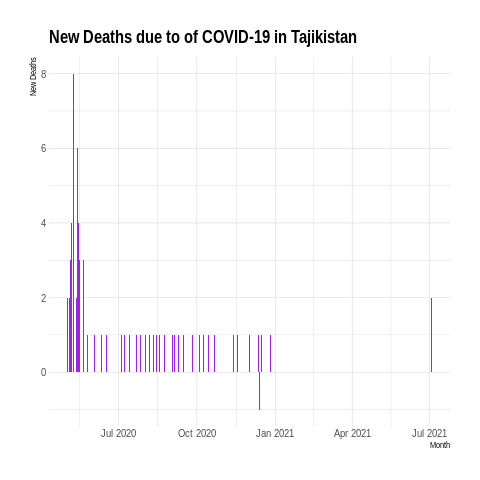 New Deaths due to of COVID-19 in Tajikistan
New Deaths
8
6
4
2
0
Jul 2020 Oct 2020 Jan 2021 Apr 2021 Jul 2021
Month